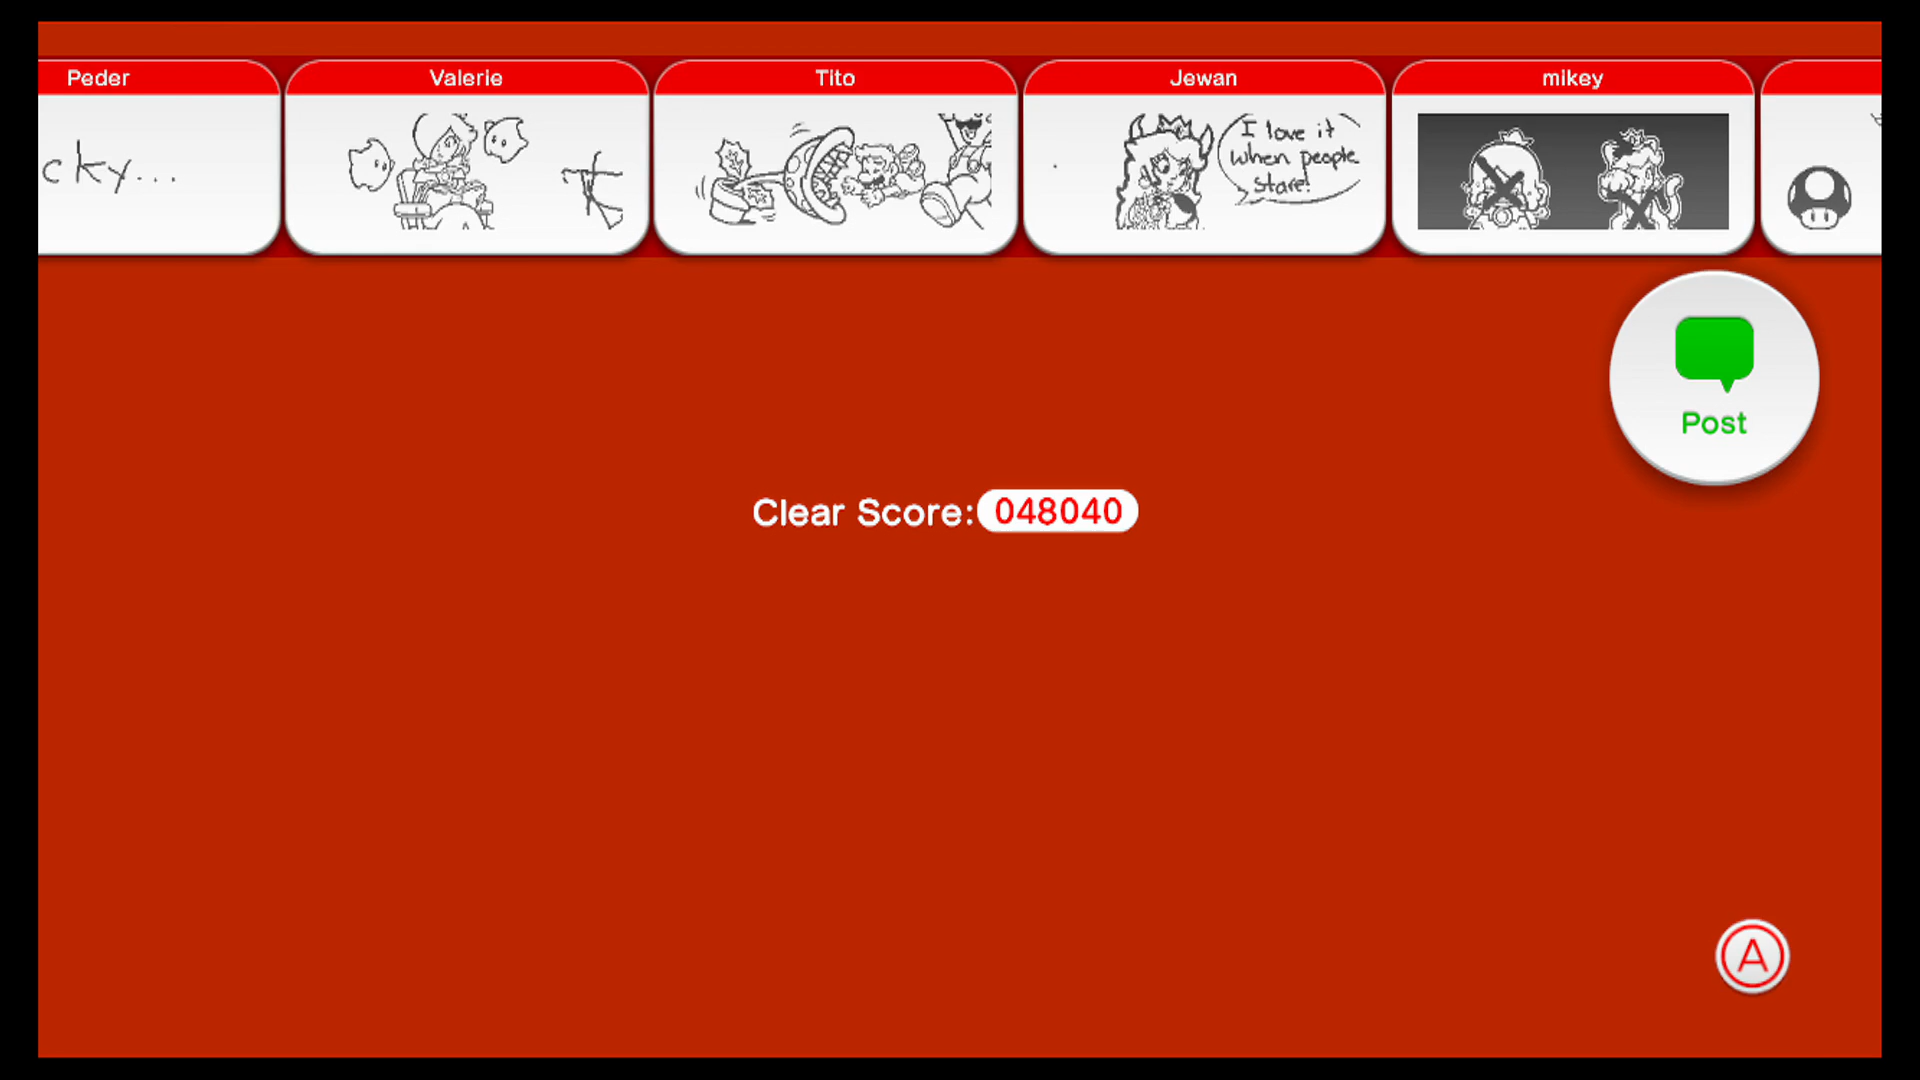 Peder
Valerie
Tito
Jewan
mikey
cky...
I love it
when people
stare!
Post
Clear Score: 048040
A